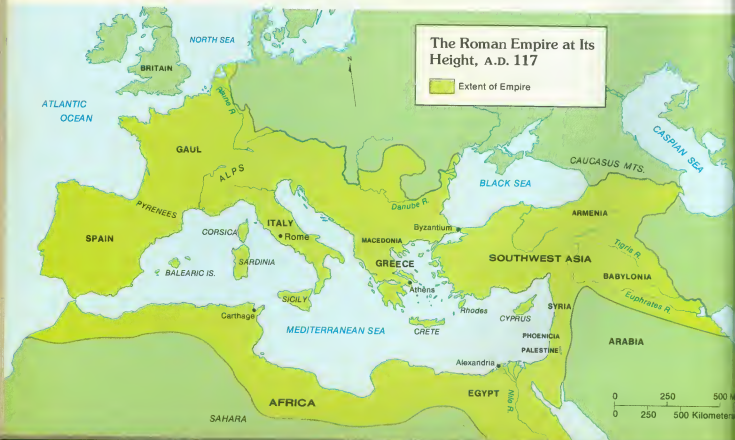 The Roman Empire at Its
Height, A.D. 117
Extent of Empire
NORTH SEA
BRITAIN
ATLANTIC
OCEAN
Rhine R.
GAUL
ALPS
PYRENEES
SPAIN
CORSICA
ITALY
Rome
SARDINIA
BALEARIC IS.
SICILY
Carthage
MEDITERRANEAN SEA
Danube R.
BLACK SEA
CAUCASUS MTS.
CASPIAN SEA
Byzantium
MACEDONIA
GREECE
Athens
ARMENIA
SOUTHWEST ASIA
Tigris R.
BABYLONIA
Euphrates R.
Rhodes
CRETE
CYPRUS
SYRIA
PHOENICIA
PALESTINE
ARABIA
Alexandria
EGYPT
Nile R.
AFRICA
SAHARA
0 250 500 M
0 250 500 Kilometers